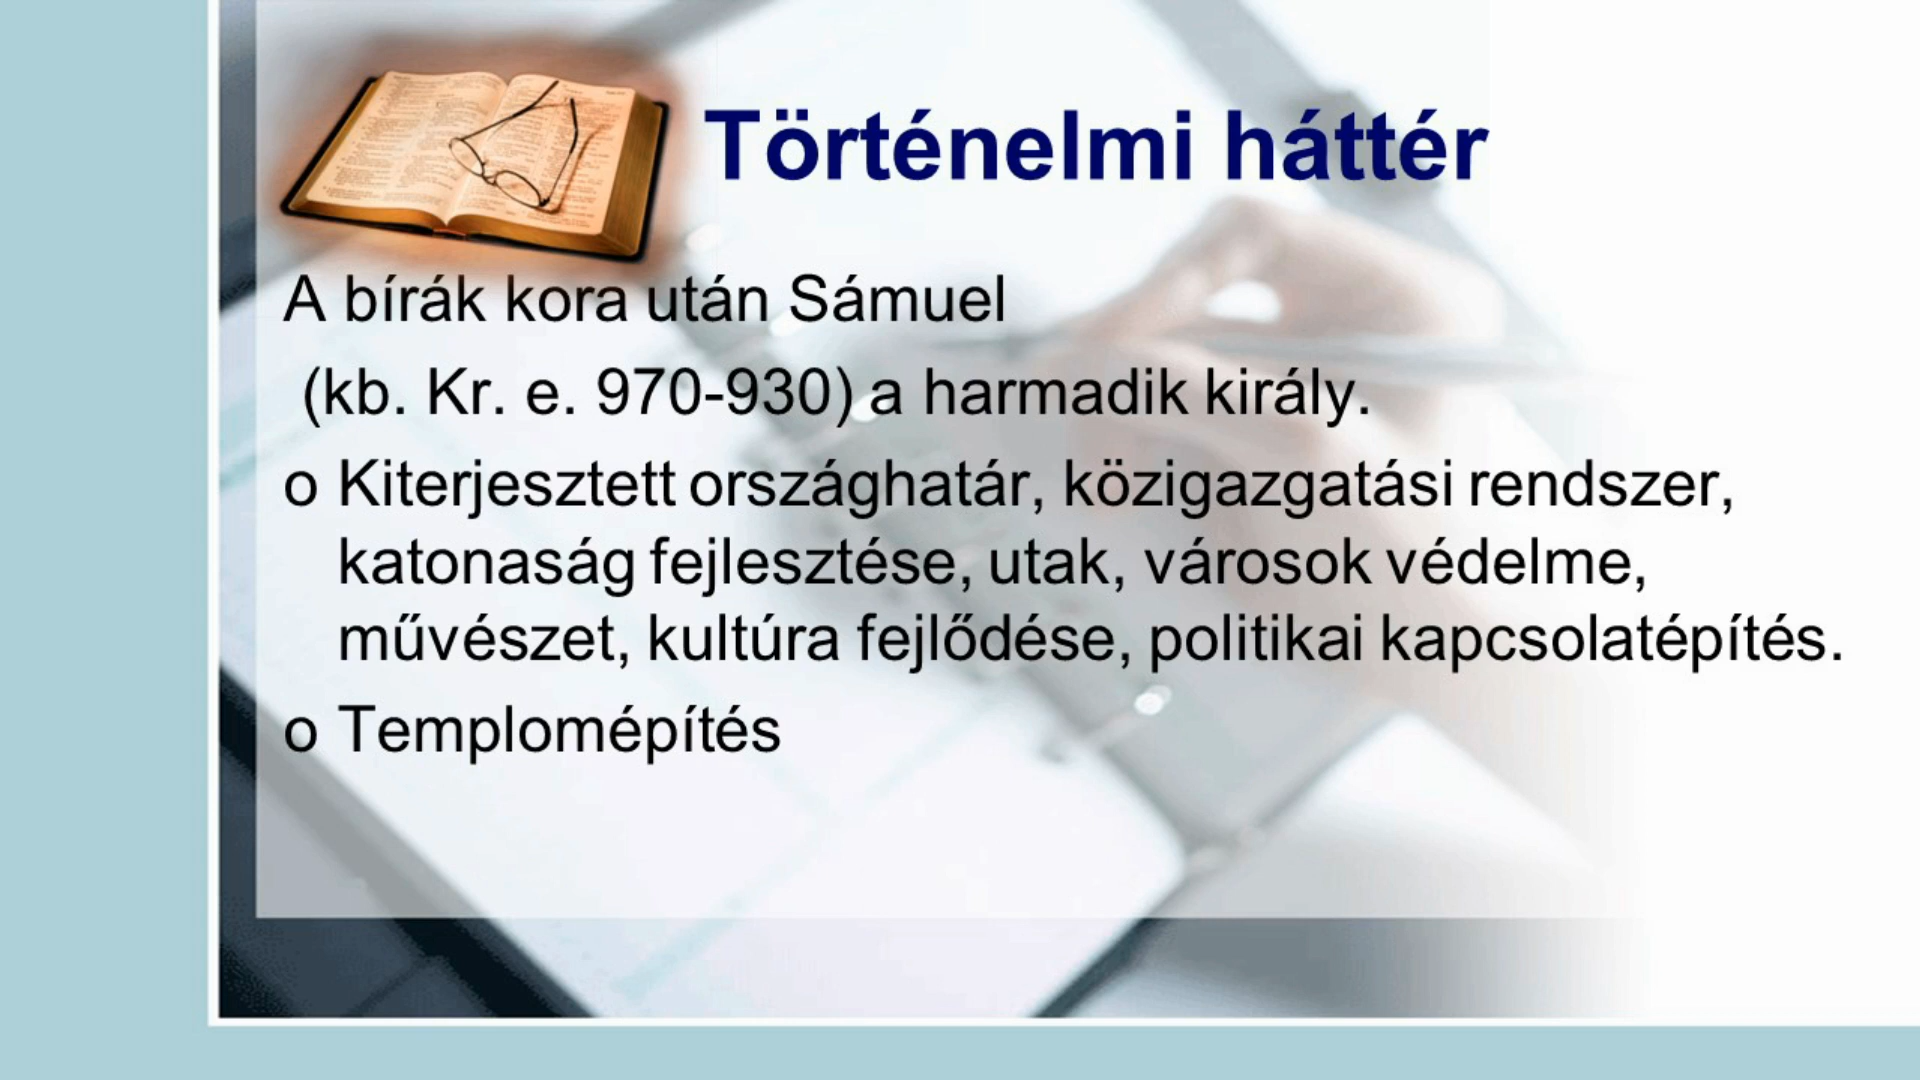 Történelmi háttér
A bírák kora után Sámuel
(kb. Kr. e. 970-930) a harmadik király.
o Kiterjesztett országhatár, közigazgatási rendszer,
katonaság fejlesztése, utak, városok védelme,
művészet, kultúra fejlődése, politikai kapcsolatépítés.
o Templomépítés